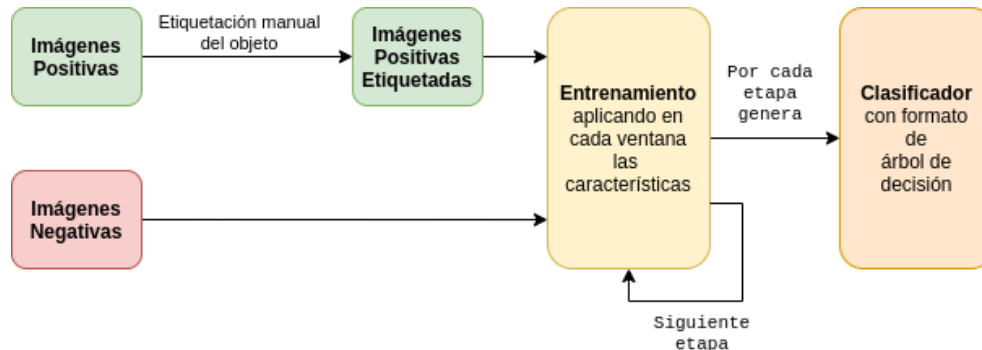 Imágenes
Positivas
Etiquetación manual
del objeto
Imágenes
Positivas
Etiquetadas
Imágenes
Negativas
Entrenamiento
aplicando en
cada ventana
las
características
Siguiente
etapa
Por cada
etapa
genera
Clasificador
con formato
de
árbol de
decisión